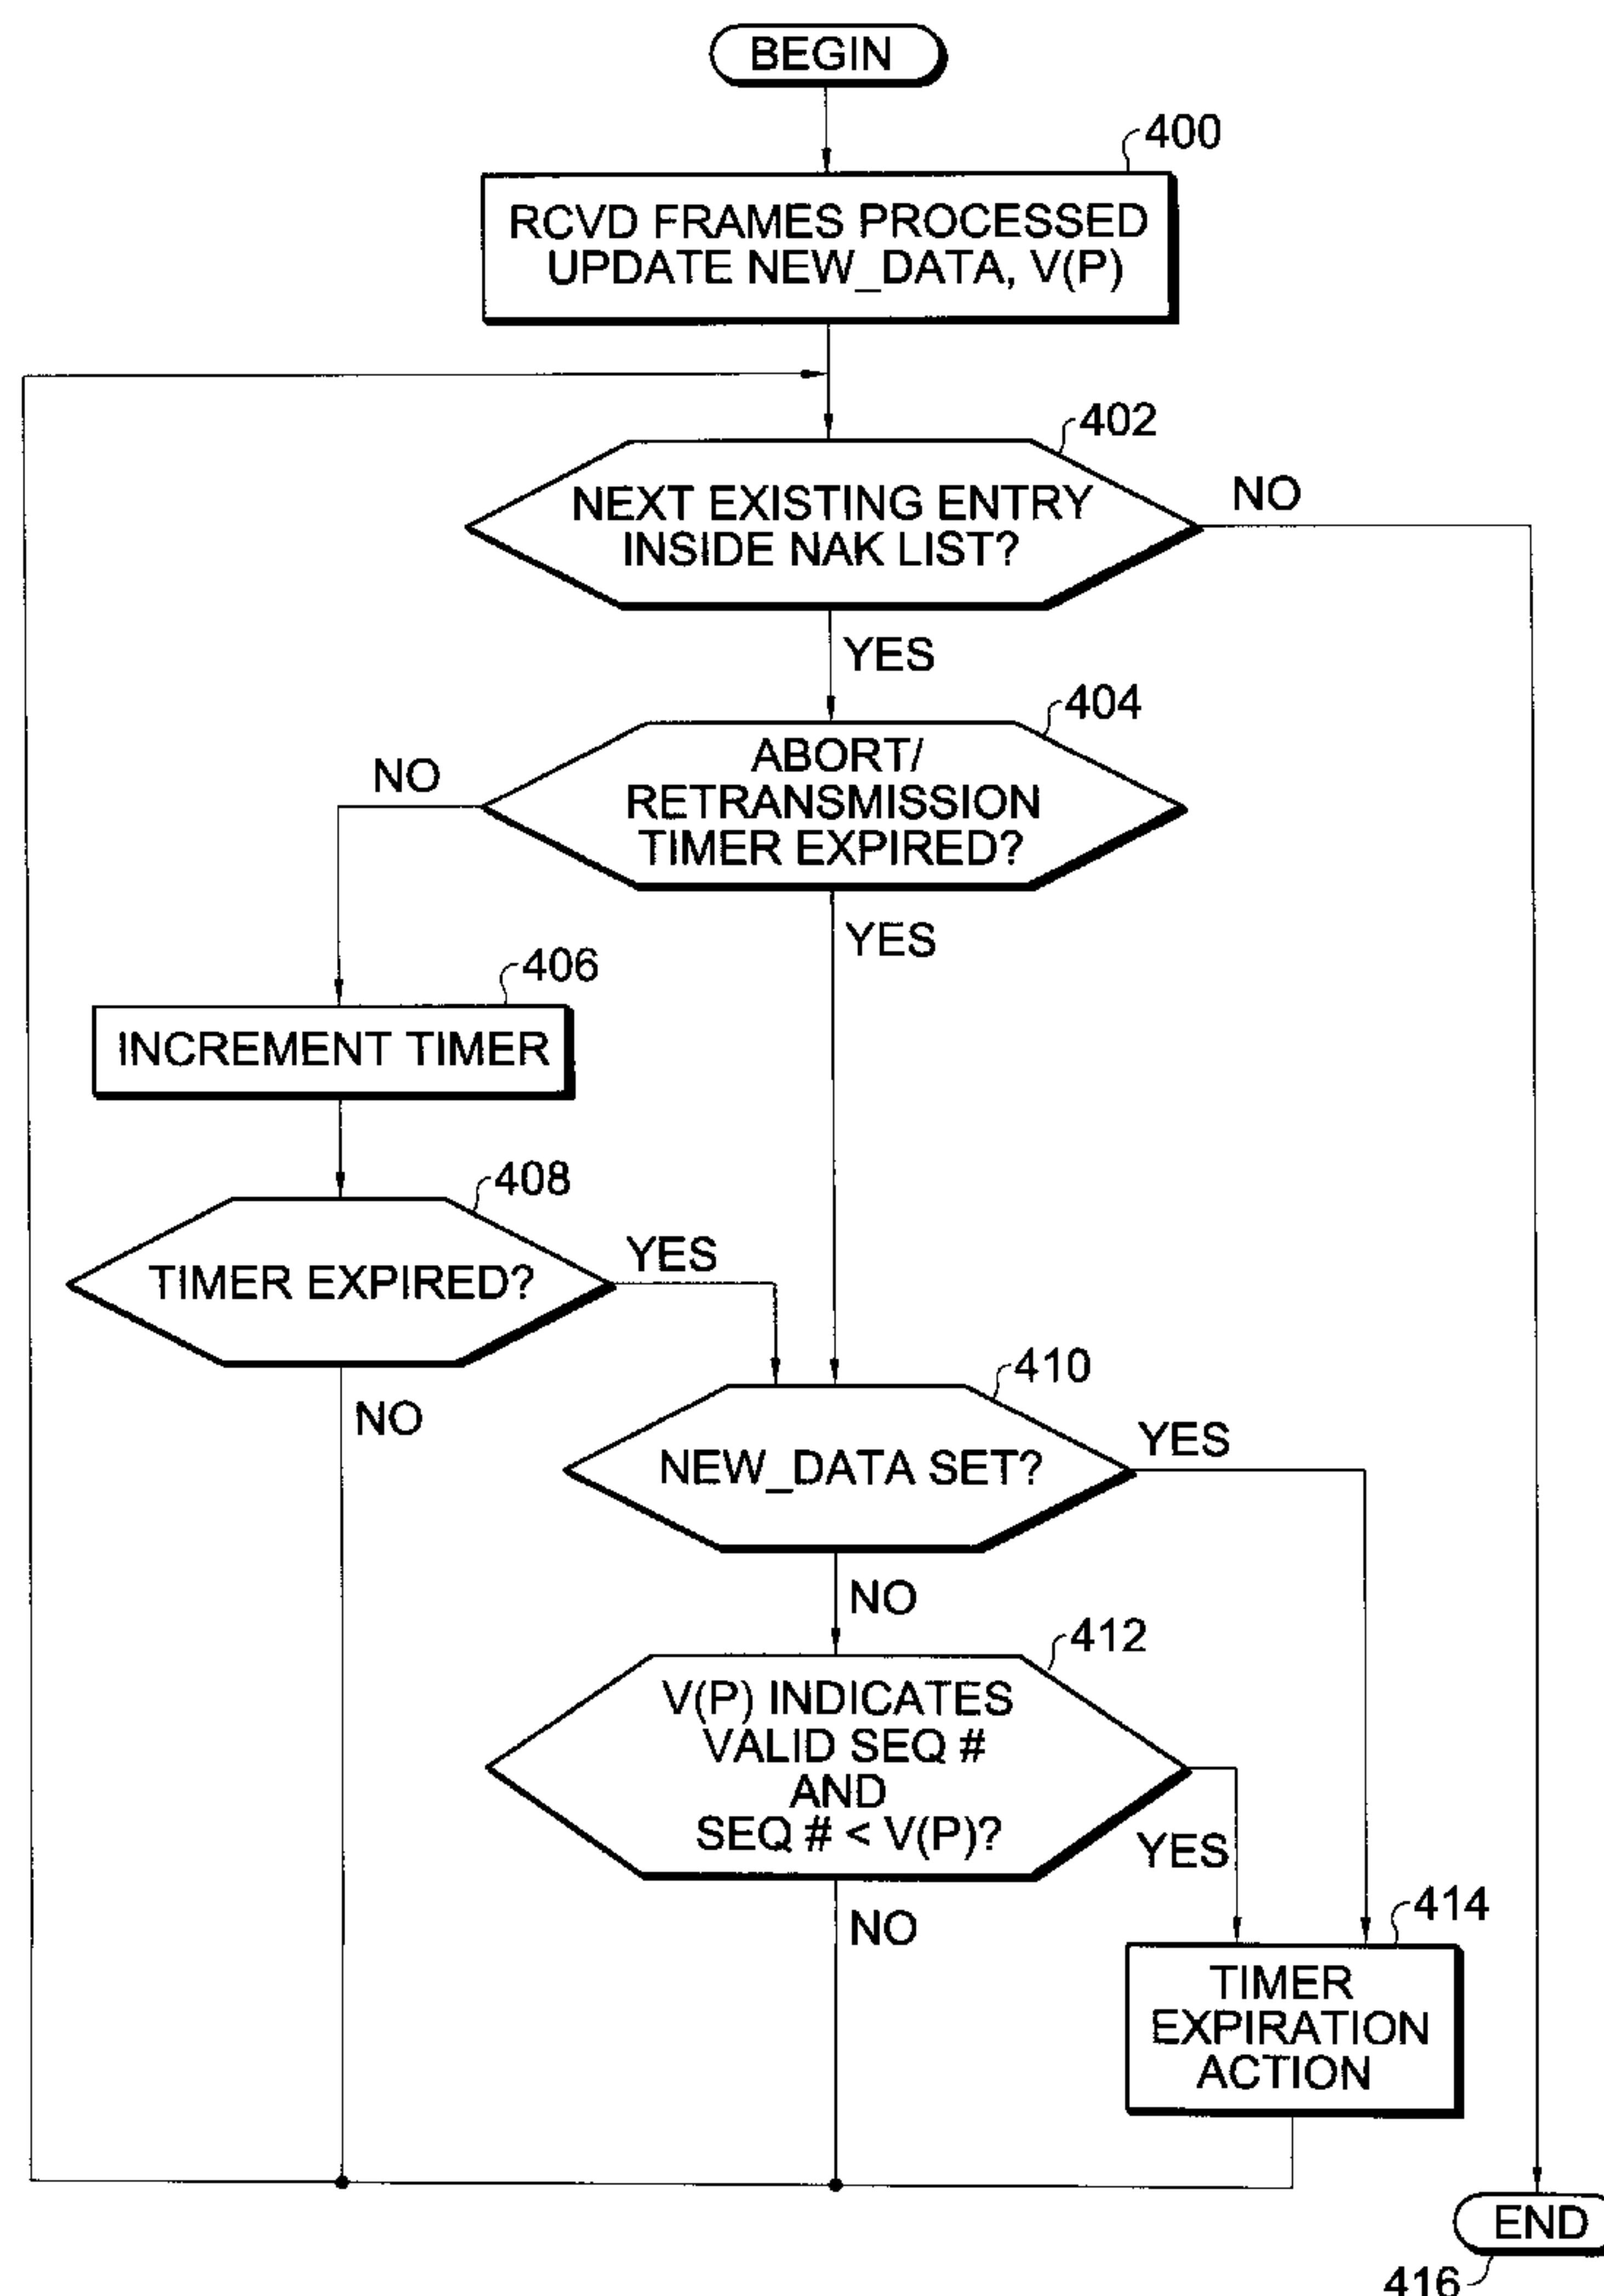 BEGIN
400
RCVD FRAMES PROCESSED
UPDATE NEW_DATA, V(P)
402
NEXT EXISTING ENTRY
INSIDE NAK LIST?
NO
YES
404
ABORT/
RETRANSMISSION
TIMER EXPIRED?
NO
YES
406
INCREMENT TIMER
408
TIMER EXPIRED?
YES
NO
410
NEW_DATA SET?
YES
NO
412
V(P) INDICATES
VALID SEQ #
AND
SEQ # < V(P)?
YES
NO
414
TIMER
EXPIRATION
ACTION
END
416